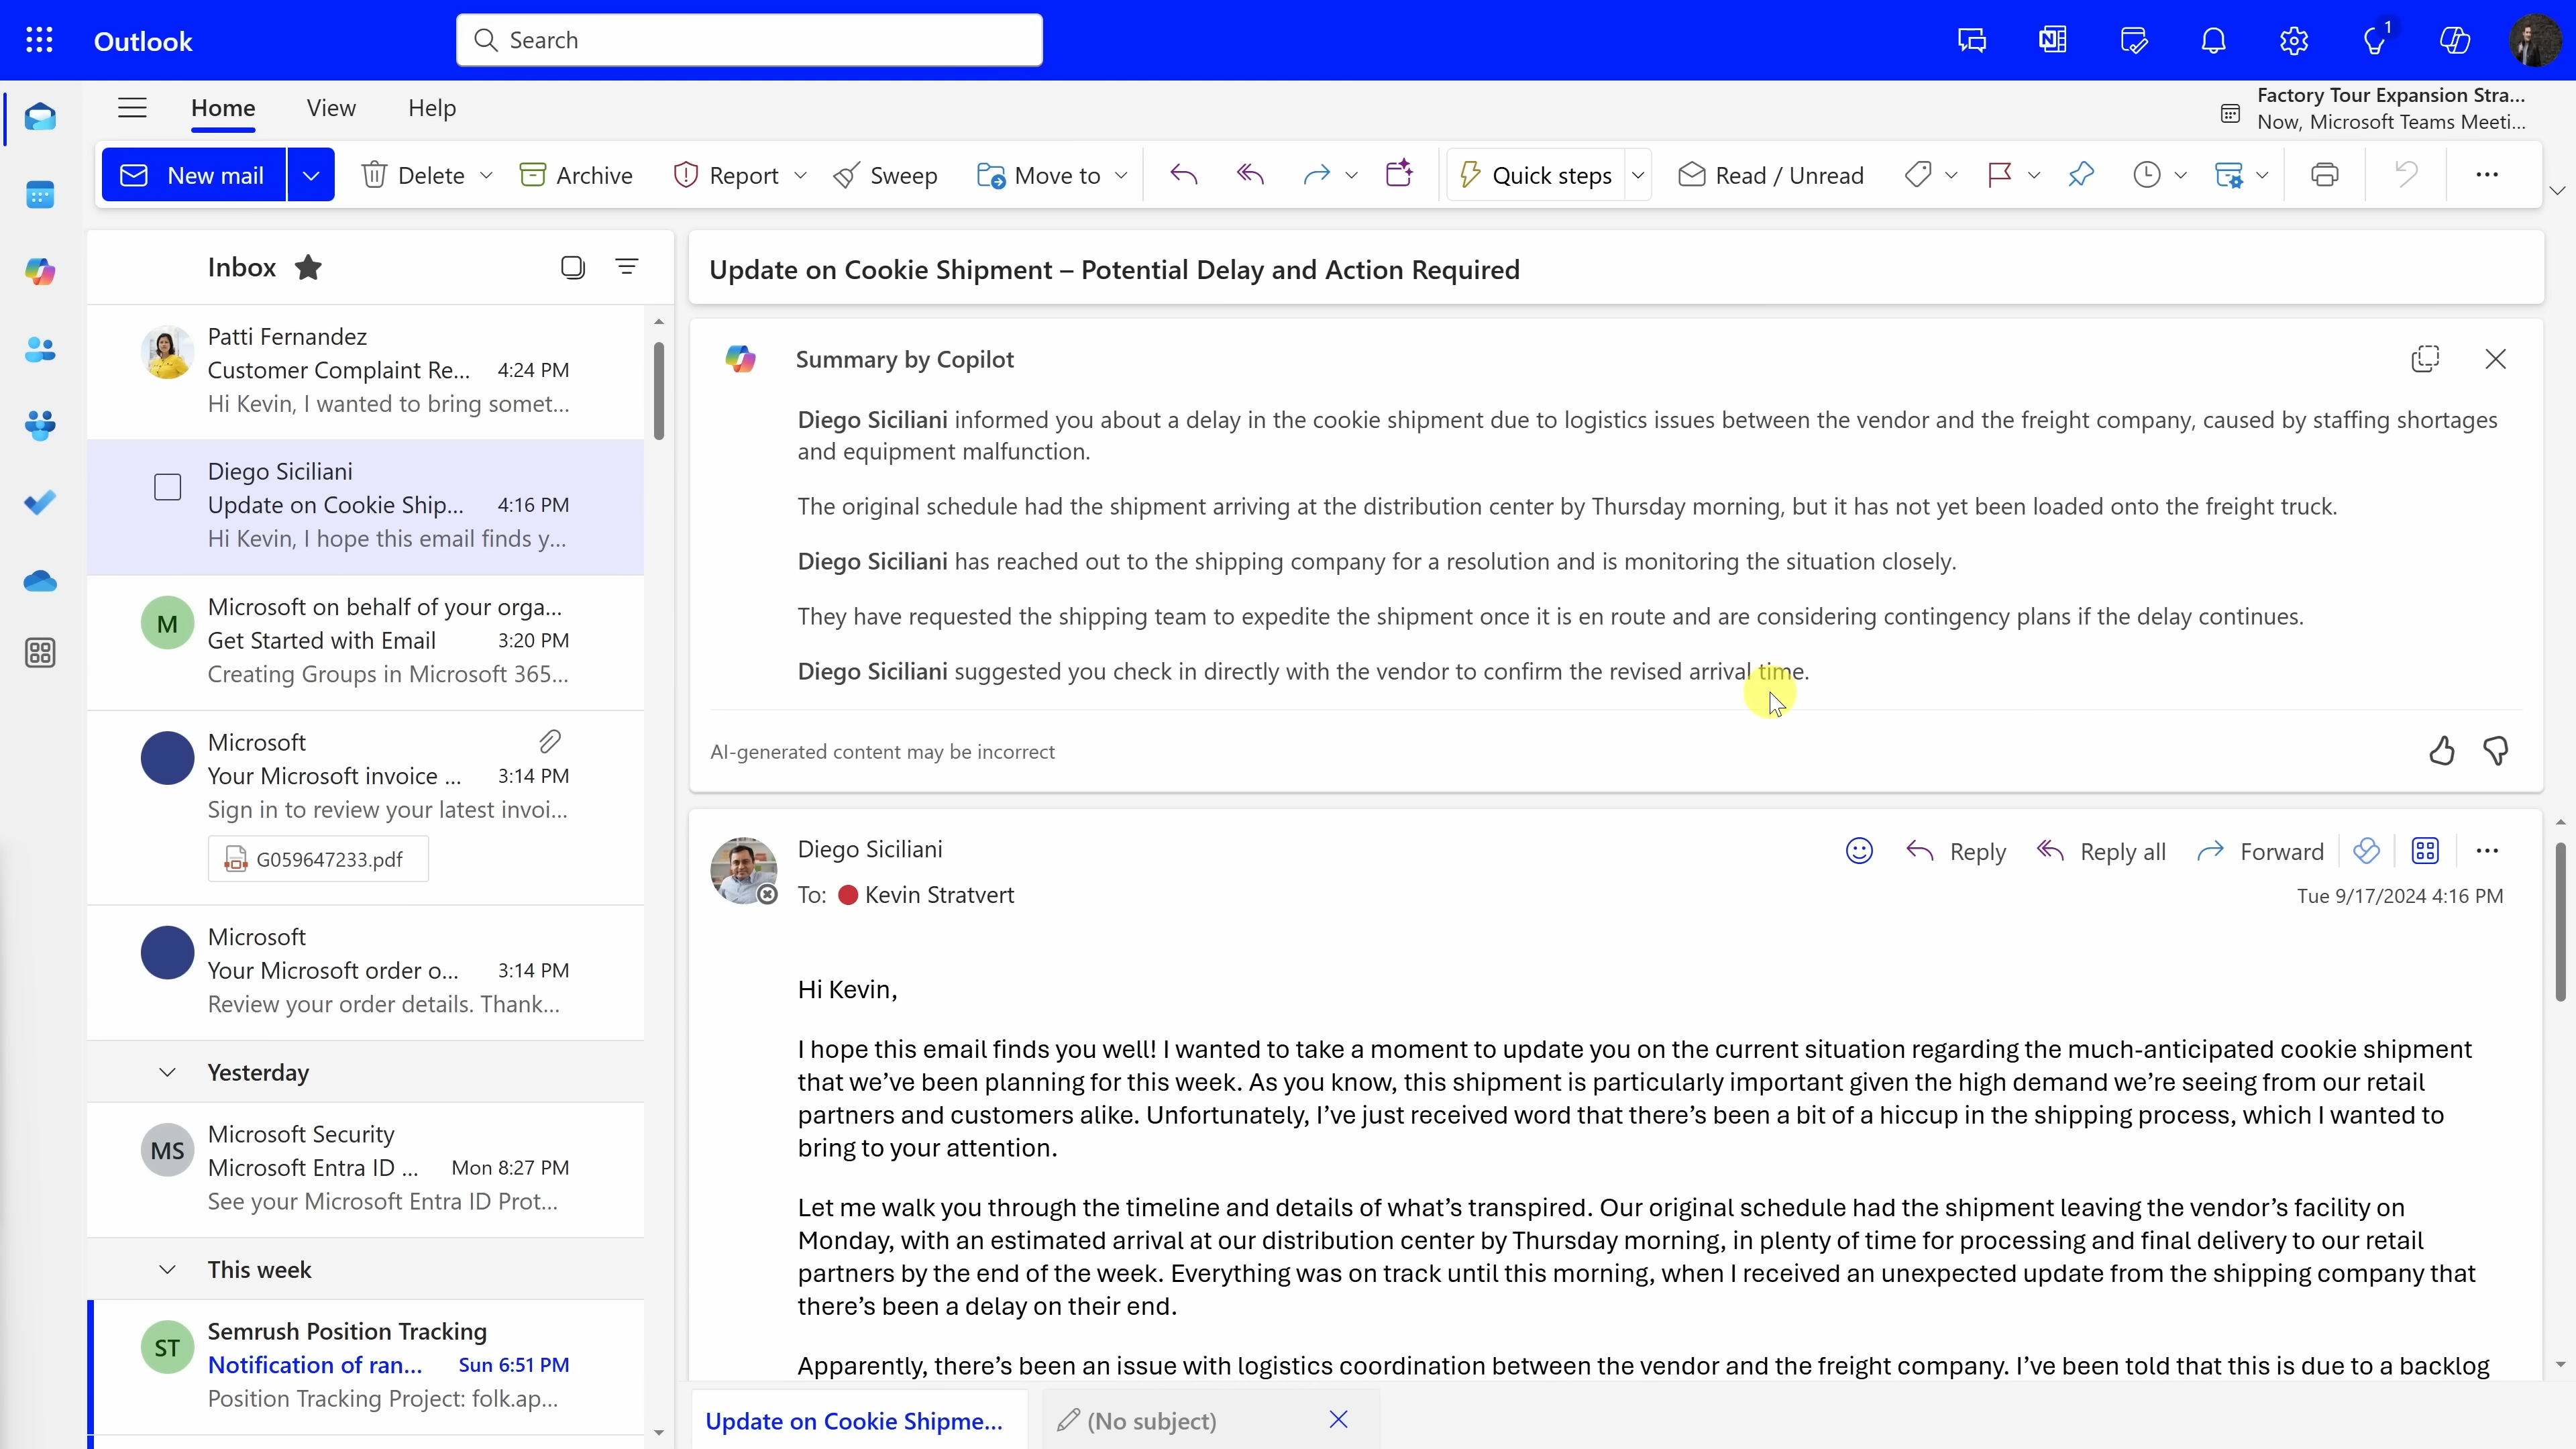 Outlook
Search
1
Home
View
Help
Factory Tour Expansion Stra...
Now, Microsoft Teams Meeti...
New mail
Delete
Archive
Report
Sweep
Move to
Quick steps
Read / Unread
Inbox
Patti Fernandez
Customer Complaint Re... 4:24 PM
Hi Kevin, I wanted to bring somet...
Diego Siciliani
Update on Cookie Ship... 4:16 PM
Hi Kevin, I hope this email finds y...
M
Microsoft on behalf of your orga...
Get Started with Email 3:20 PM
Creating Groups in Microsoft 365...
Microsoft
Your Microsoft invoice ... 3:14 PM
Sign in to review your latest invoi...
G059647233.pdf
Microsoft
Your Microsoft order o... 3:14 PM
Review your order details. Thank...
Yesterday
MS
Microsoft Security
Microsoft Entra ID ... Mon 8:27 PM
See your Microsoft Entra ID Prot...
This week
ST
Semrush Position Tracking
Notification of ran... Sun 6:51 PM
Position Tracking Project: folk.ap...
Update on Cookie Shipment – Potential Delay and Action Required
Summary by Copilot
Diego Siciliani informed you about a delay in the cookie shipment due to logistics issues between the vendor and the freight company, caused by staffing shortages
and equipment malfunction.
The original schedule had the shipment arriving at the distribution center by Thursday morning, but it has not yet been loaded onto the freight truck.
Diego Siciliani has reached out to the shipping company for a resolution and is monitoring the situation closely.
They have requested the shipping team to expedite the shipment once it is en route and are considering contingency plans if the delay continues.
Diego Siciliani suggested you check in directly with the vendor to confirm the revised arrival time.
AI-generated content may be incorrect
Diego Siciliani
Reply
Reply all
Forward
To: Kevin Stratvert
Tue 9/17/2024 4:16 PM
Hi Kevin,
I hope this email finds you well! I wanted to take a moment to update you on the current situation regarding the much-anticipated cookie shipment
that we’ve been planning for this week. As you know, this shipment is particularly important given the high demand we’re seeing from our retail
partners and customers alike. Unfortunately, I’ve just received word that there’s been a bit of a hiccup in the shipping process, which I wanted to
bring to your attention.
Let me walk you through the timeline and details of what’s transpired. Our original schedule had the shipment leaving the vendor’s facility on
Monday, with an estimated arrival at our distribution center by Thursday morning, in plenty of time for processing and final delivery to our retail
partners by the end of the week. Everything was on track until this morning, when I received an unexpected update from the shipping company that
there’s been a delay on their end.
Apparently, there’s been an issue with logistics coordination between the vendor and the freight company. I’ve been told that this is due to a backlog
Update on Cookie Shipme...
(No subject)